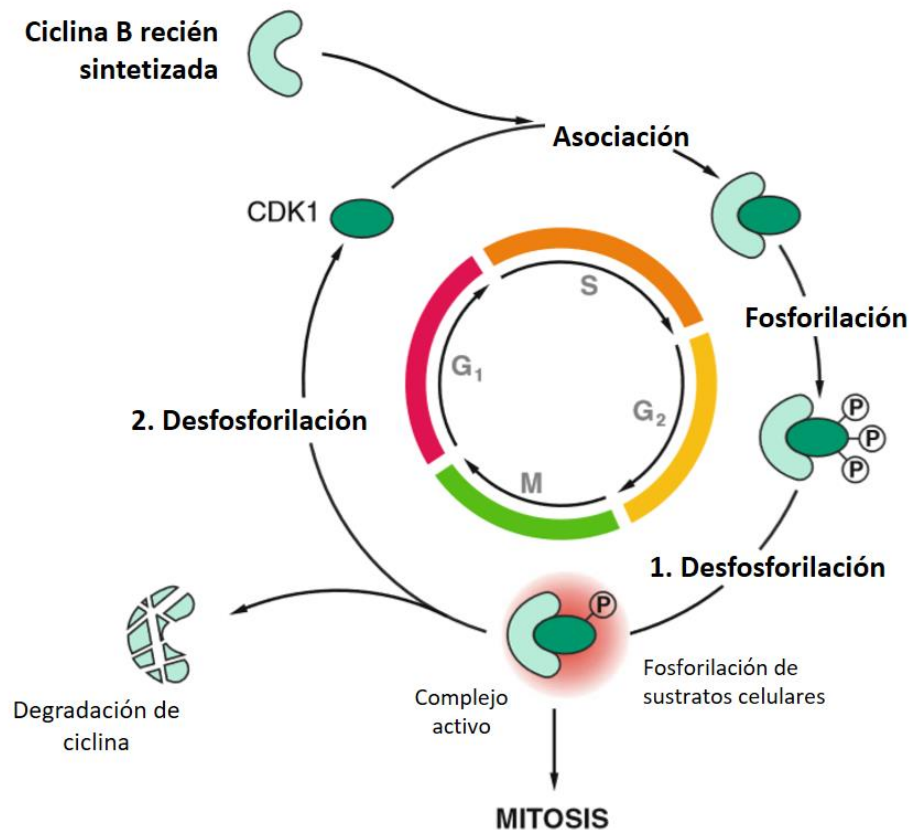 Ciclina B recién
sintetizada
Asociación
CDK1
S
Fosforilación
G₁
G₂
P
P
P
2. Desfosforilación
M
1. Desfosforilación
P
Fosforilación de
sustratos celulares
Complejo
activo
Degradación de
ciclina
MITOSIS